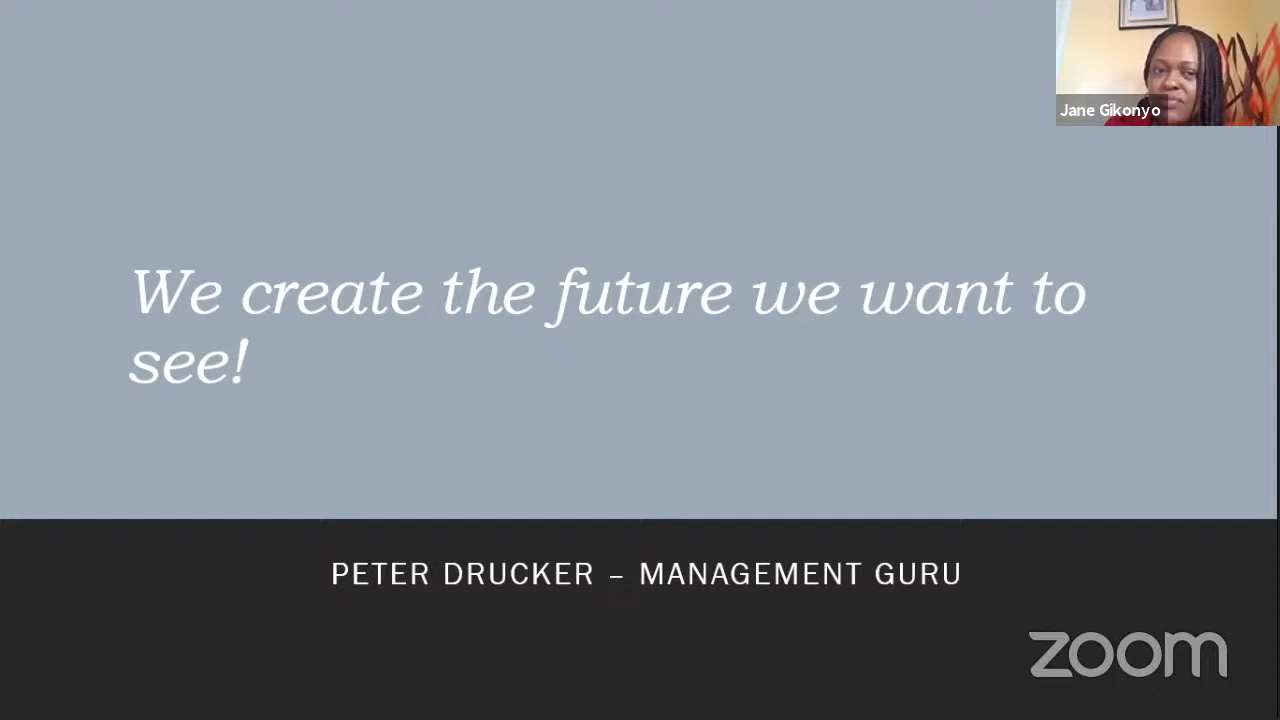 Jane Gikonyo
We create the future we want to
see!
PETER DRUCKER – MANAGEMENT GURU
zoom